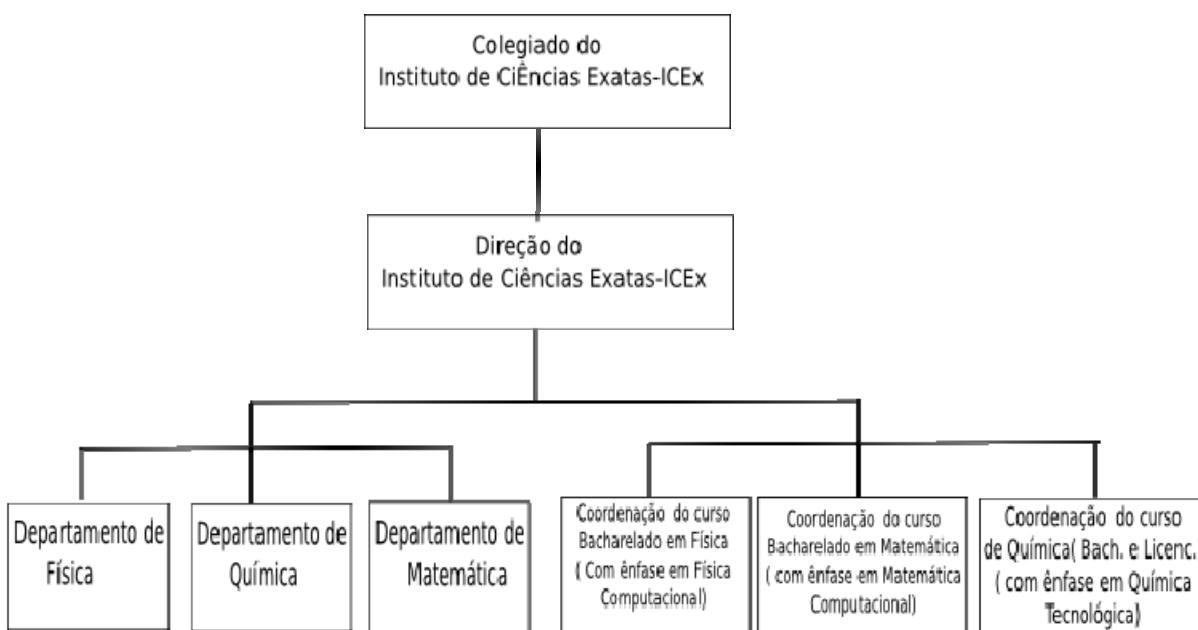 Colegiado do
Instituto de CiÊncias Exatas-ICEx
Direção do
Instituto de Ciências Exatas-ICEx
Departamento de
Física
Departamento de
Química
Departamento de
Matemática
Coordenação do curso
Bacharelado em Física
( Com ênfase em Física
Computacional)
Coordenação do curso
Bacharelado em Matemática
( com ênfase em Matemática
Computacional)
Coordenação do curso
de Química( Bach. e Licenc.)
( com ênfase em Química
Tecnológica)